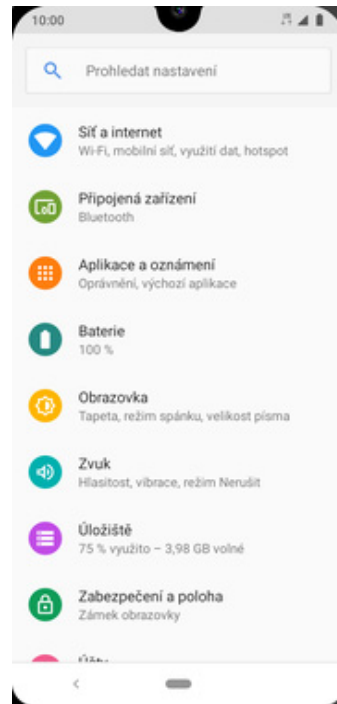 10:00
Prohledat nastavení
Síť a internet
Wi-Fi, mobilní síť, využití dat, hotspot
Připojená zařízení
Bluetooth
Aplikace a oznámení
Oprávnění, výchozí aplikace
Baterie
100 %
Obrazovka
Tapeta, režim spánku, velikost písma
Zvuk
Hlasitost, vibrace, režim Nerušit
Úložiště
75 % využito – 3,98 GB volné
Zabezpečení a poloha
Zámek obrazovky